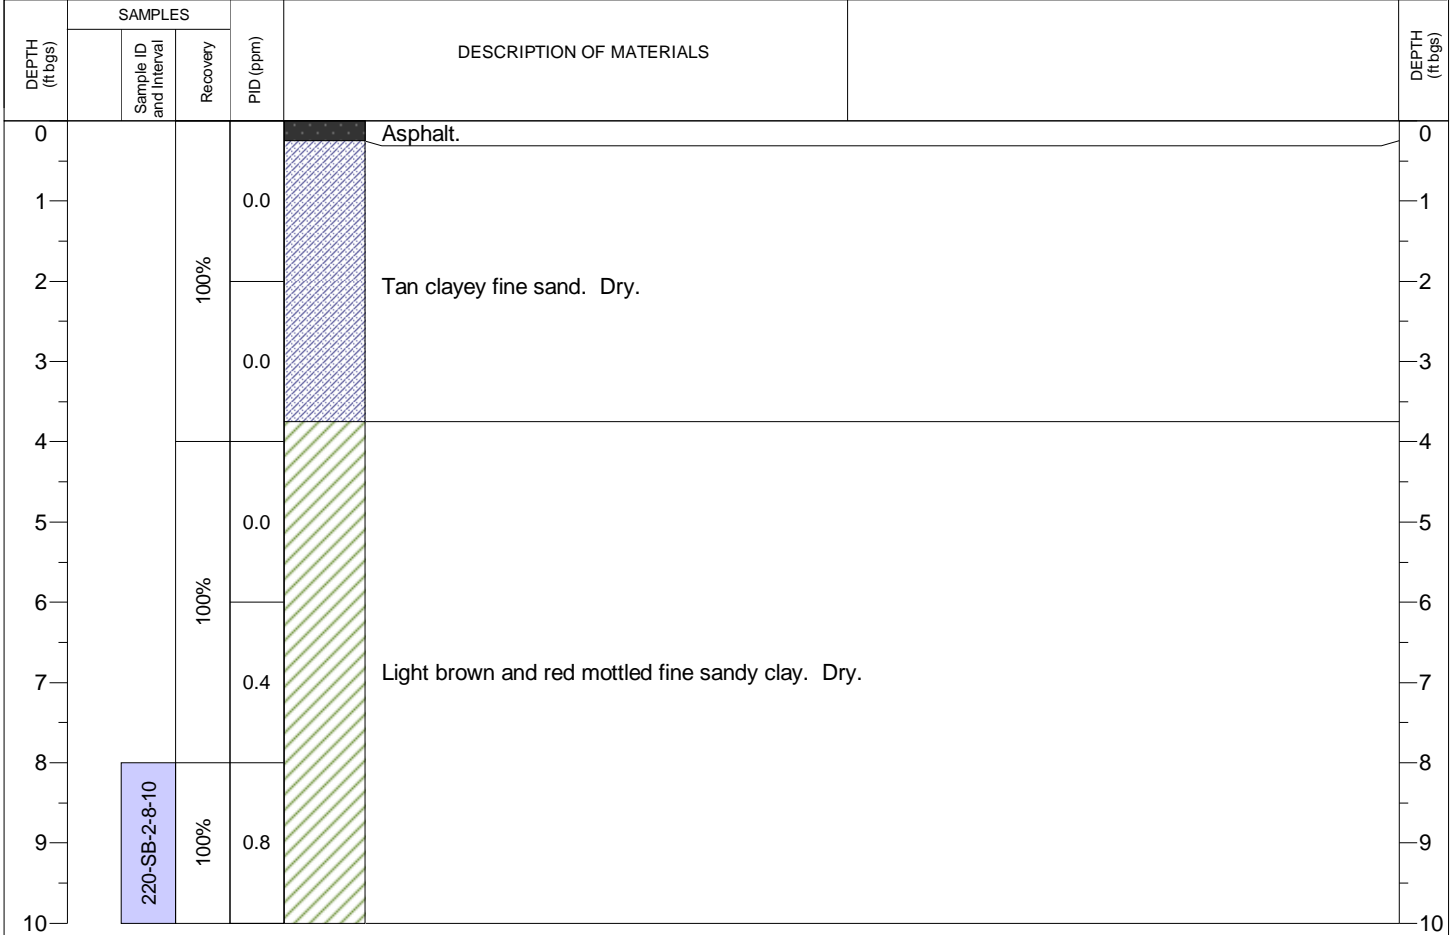 SAMPLES
DEPTH
(ft bgs)
Sample ID
and Interval
Recovery
PID (ppm)
DESCRIPTION OF MATERIALS
DEPTH
(ft bgs)
0
Asphalt.
0
1
0.0
1
2
100%
Tan clayey fine sand.  Dry.
2
3
0.0
3
4
4
5
0.0
5
6
100%
6
7
0.4
Light brown and red mottled fine sandy clay.  Dry.
7
8
8
9
220-SB-2-8-10
100%
0.8
9
10
10